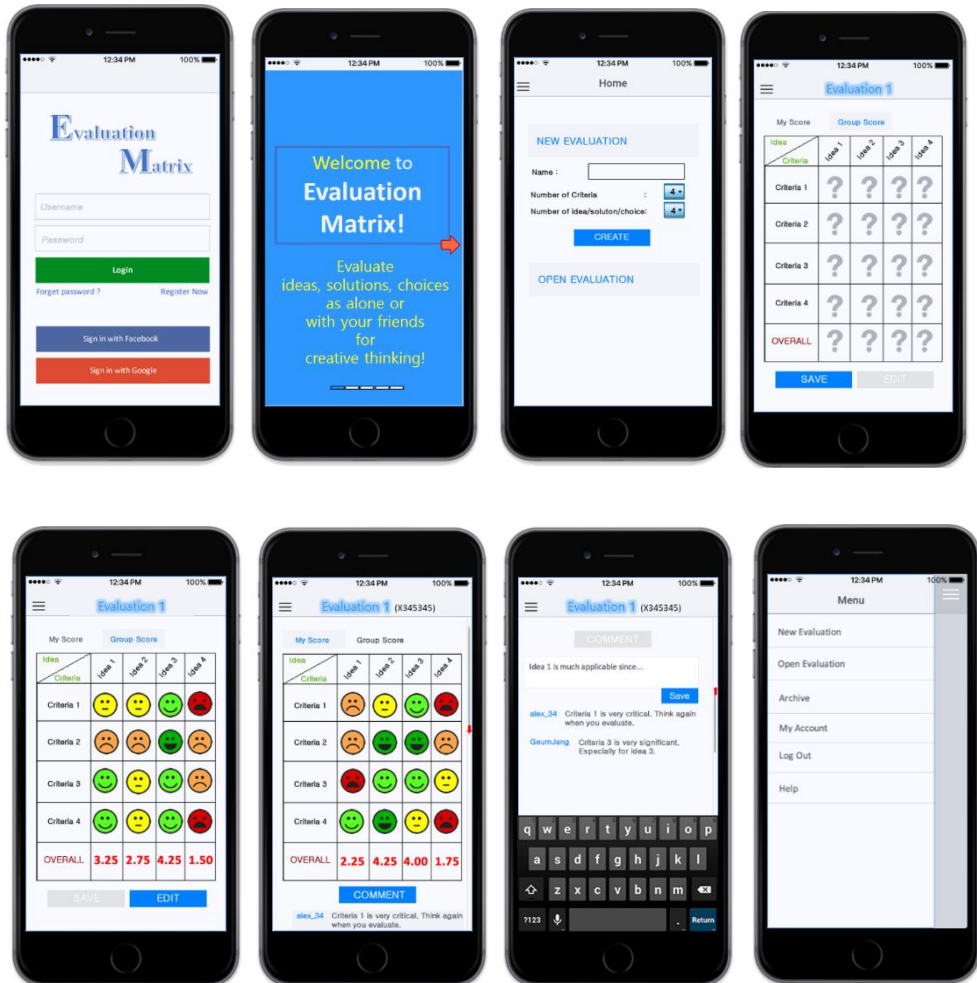 12:34 PM 100%
Evaluation
Matrix
Username
Password
Login
Forget password ? Register Now
Sign in with Facebook
Sign in with Google
12:34 PM 100%
Welcome to
Evaluation
Matrix!
Evaluate
ideas, solutions, choices
as alone or
with your friends
for
creative thinking!
12:34 PM 100%
Home
NEW EVALUATION
Name :
Number of Criteria : 4
Number of idea/soluton/choice: 4
CREATE
OPEN EVALUATION
12:34 PM 100%
Evaluation 1
My Score Group Score
Idea Criteria Idea 1 Idea 2 Idea 3 Idea 4
Criteria 1 ? ? ? ?
Criteria 2 ? ? ? ?
Criteria 3 ? ? ? ?
Criteria 4 ? ? ? ?
OVERALL ? ? ? ?
SAVE EDIT
12:34 PM 100%
Evaluation 1
My Score Group Score
Idea Criteria Idea 1 Idea 2 Idea 3 Idea 4
Criteria 1
Criteria 2
Criteria 3
Criteria 4
OVERALL 3.25 2.75 4.25 1.50
SAVE EDIT
12:34 PM 100%
Evaluation 1 (X345345)
My Score Group Score
Idea Criteria Idea 1 Idea 2 Idea 3 Idea 4
Criteria 1
Criteria 2
Criteria 3
Criteria 4
OVERALL 2.25 4.25 4.00 1.75
COMMENT
alex_34 Criteria 1 is very critical. Think again
when you evaluate.
12:34 PM 100%
Evaluation 1 (X345345)
COMMENT
Idea 1 is much applicable since...
Save
alex_34 Criteria 1 is very critical. Think again
when you evaluate.
GeumJang Criteria 3 is very significant.
Especially for idea 3.
q w e r t y u i o p
a s d f g h j k l
z x c v b n m
?123 . Return
12:34 PM 100%
Menu
New Evaluation
Open Evaluation
Archive
My Account
Log Out
Help